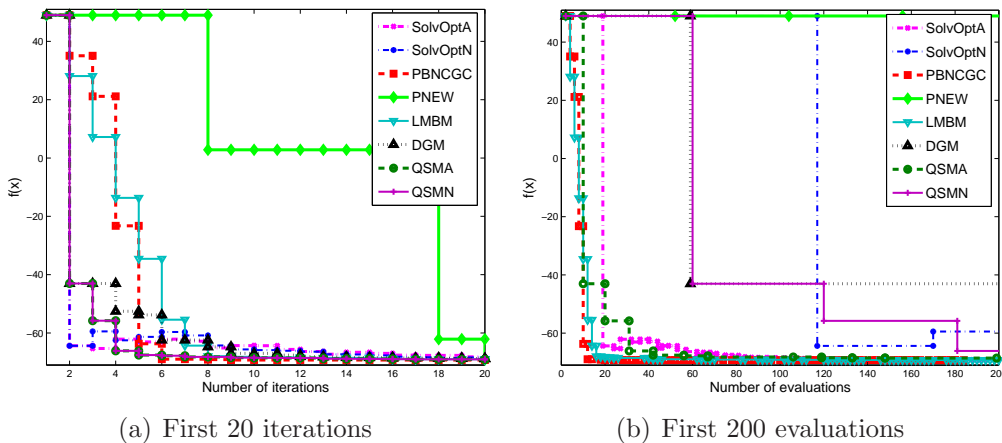 40
20
0
−20
−40
−60
f(x)
2
4
6
8
10
12
14
16
18
20
Number of iterations
SolvOptA
SolvOptN
PBNCGC
PNEW
LMBM
DGM
QSMA
QSMN
(a) First 20 iterations
40
20
0
−20
−40
−60
f(x)
0
20
40
60
80
100
120
140
160
180
200
Number of evaluations
SolvOptA
SolvOptN
PBNCGC
PNEW
LMBM
DGM
QSMA
QSMN
(b) First 200 evaluations